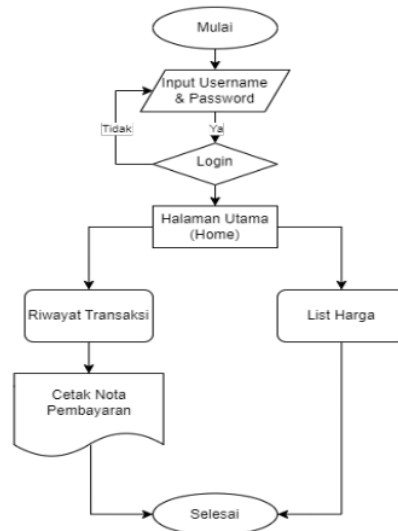 Mulai
Input Username
& Password
Tidak
Ya
Login
Halaman Utama
(Home)
Riwayat Transaksi
List Harga
Cetak Nota
Pembayaran
Selesai